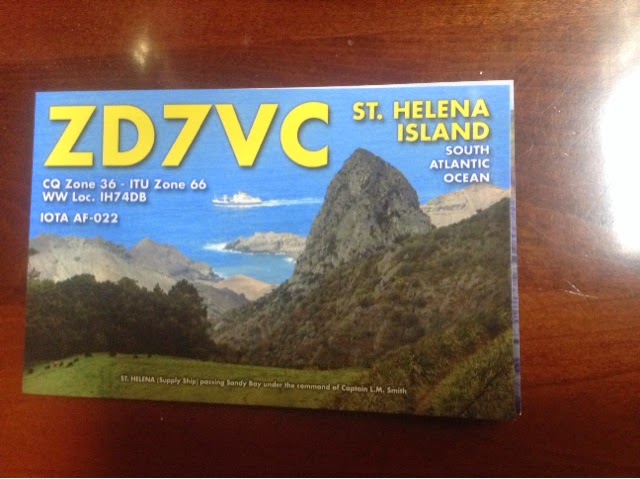 ZD7VC
ST. HELENA
ISLAND
SOUTH
ATLANTIC
OCEAN
CQ Zone 36 - ITU Zone 66
WW Loc. IH74DB
IOTA AF-022
ST. HELENA (Supply Ship) passing Sandy Bay under the command of Captain L.M. Smith